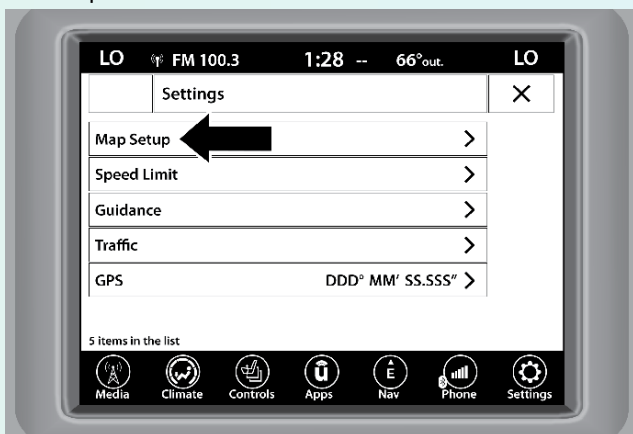 LO FM 100.3 1:28 -- 66°out. LO
Settings
Map Setup
Speed Limit
Guidance
Traffic
GPS DDD° MM' SS.SSS"
5 items in the list
Media Climate Controls Apps Nav Phone Settings